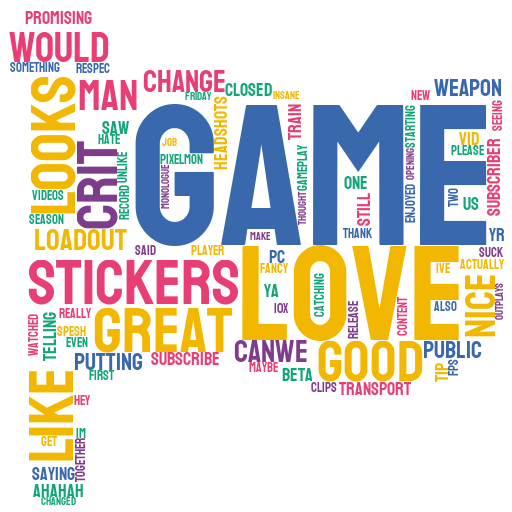 PROMISING
WOULD
SOMETHING
RESPEC
LOOKS
MAN
CHANGE
FRIDAY
CLOSED
INSANE
NEW
WEAPON
SEEING
SAW
HATE
CRIT
UNLIKE
RECORD
JOB
PIXELMON
MONOLOGUE
HEADSHOTS
TRAIN
GAME
GAMEPLAY
THOUGHT
ONE
STILL
THANK
STARTING
OPENING
ENJOYED
VID
PLEASE
SUBSCRIBER
TWO
US
YR
VIDEOS
SEASON
LOADOUT
SAID
PLAYER
MAKE
PC
FANCY
LOVE
IVE
SUCK
ACTUALLY
NICE
OUTPLAYS
STICKERS
YA
IOX
CATCHING
RELEASE
CONTENT
ALSO
WATCHED
TELLING
REALLY
SPESH
EVEN
GREAT
PUTTING
FIRST
SUBSCRIBE
CANWE
MAYBE
BETA
CLIPS
GOOD
TRANSPORT
PUBLIC
TIP
FPS
LIKE
HEY
GET
IM
TOGETHER
SAYING
AHAHAH
CHANGED